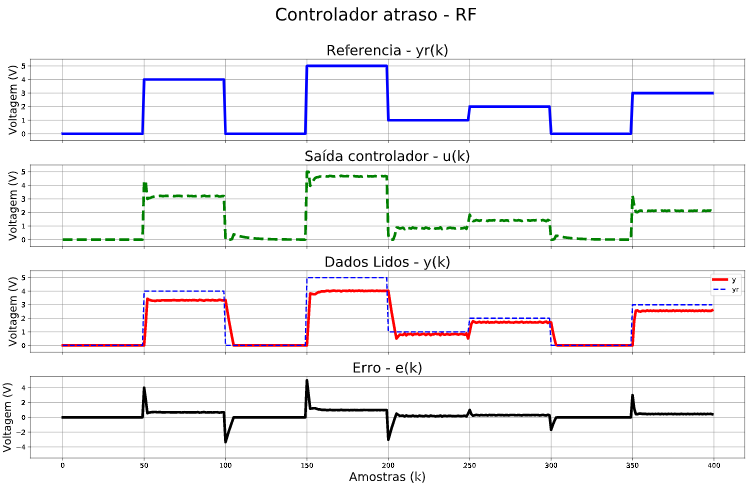 Controlador atraso - RF
Referencia - yr(k)
Voltagem (V)
5
4
3
2
1
0
Saída controlador - u(k)
Voltagem (V)
5
4
3
2
1
0
Dados Lidos - y(k)
Voltagem (V)
5
4
3
2
1
0
y
yr
Erro - e(k)
Voltagem (V)
4
2
0
−2
−4
0 50 100 150 200 250 300 350 400
Amostras (k)